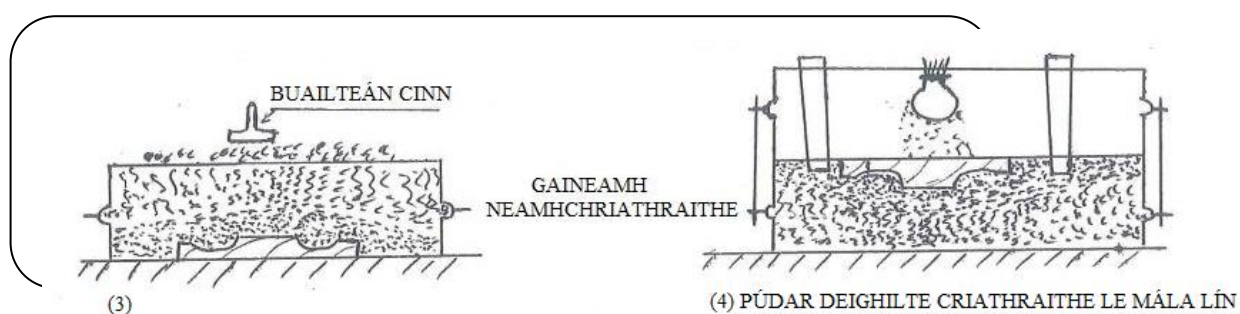 BUAILTEÁN CINN
GAINEAMH
NEAMHCHRIATHRAITHE
(3)
(4) PÚDAR DEIGHILTE CRIATHRAITHE LE MÁLA LÍN